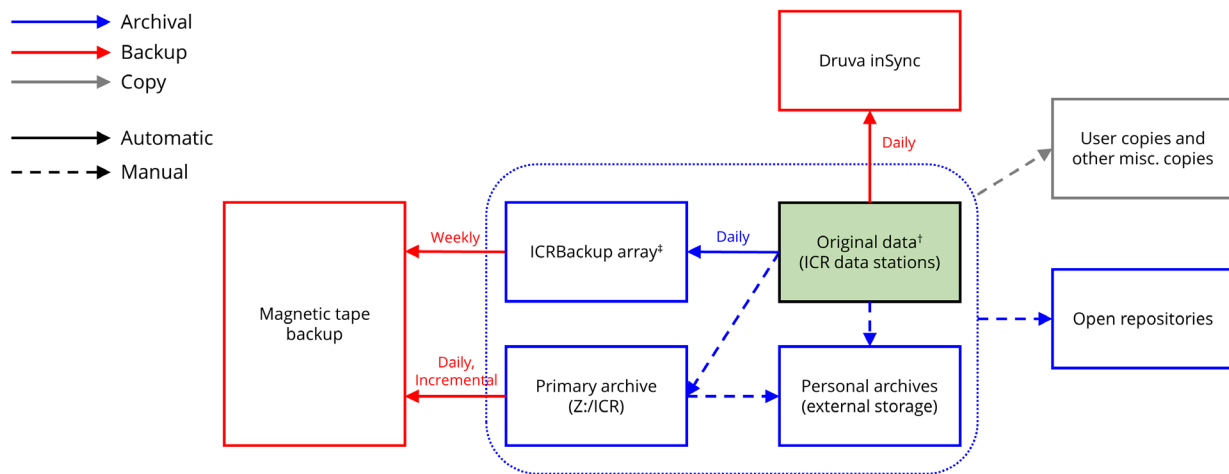 Archival
Backup
Copy
Automatic
Manual
Druva inSync
User copies and
other misc. copies
Daily
Weekly
ICRBackup array‡
Daily
Original data†
(ICR data stations)
Magnetic tape
backup
Open repositories
Daily,
Incremental
Primary archive
(Z:/ICR)
Personal archives
(external storage)